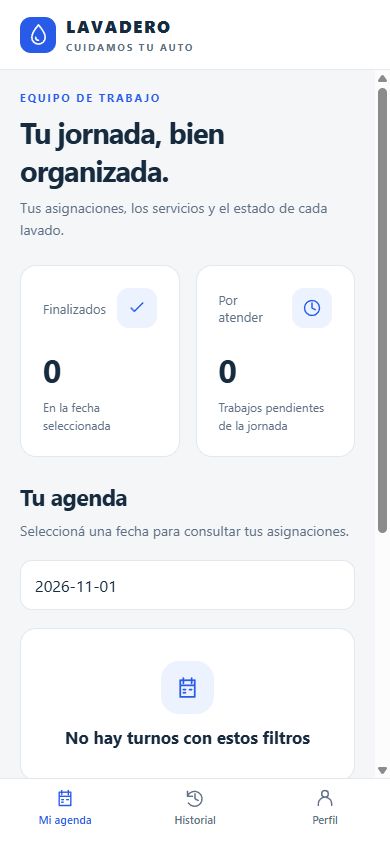 LAVADERO
CUIDAMOS TU AUTO
EQUIPO DE TRABAJO
Tu jornada, bien
organizada.
Tus asignaciones, los servicios y el estado de cada
lavado.
Finalizados
0
En la fecha
seleccionada
Por
atender
0
Trabajos pendientes
de la jornada
Tu agenda
Seleccioná una fecha para consultar tus asignaciones.
2026-11-01
No hay turnos con estos filtros
Mi agenda
Historial
Perfil